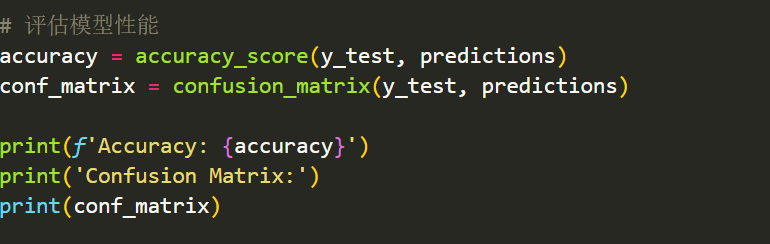 # 评估模型性能
accuracy = accuracy_score(y_test, predictions)
conf_matrix = confusion_matrix(y_test, predictions)
print(f'Accuracy: {accuracy}')
print('Confusion Matrix:')
print(conf_matrix)